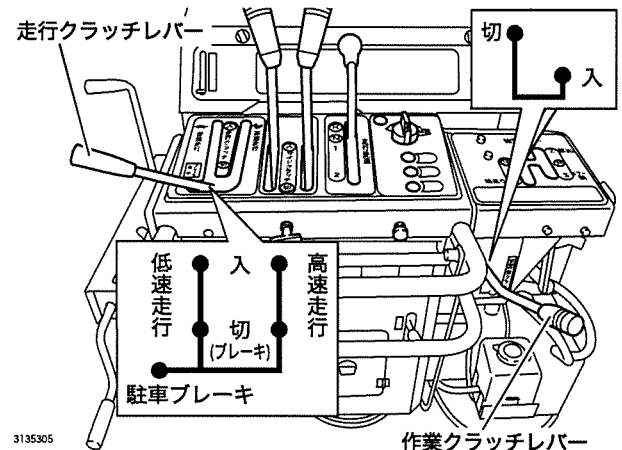 走行クラッチレバー
切
入
低速走行
入
高速走行
切
(ブレーキ)
駐車ブレーキ
3135305
作業クラッチレバー